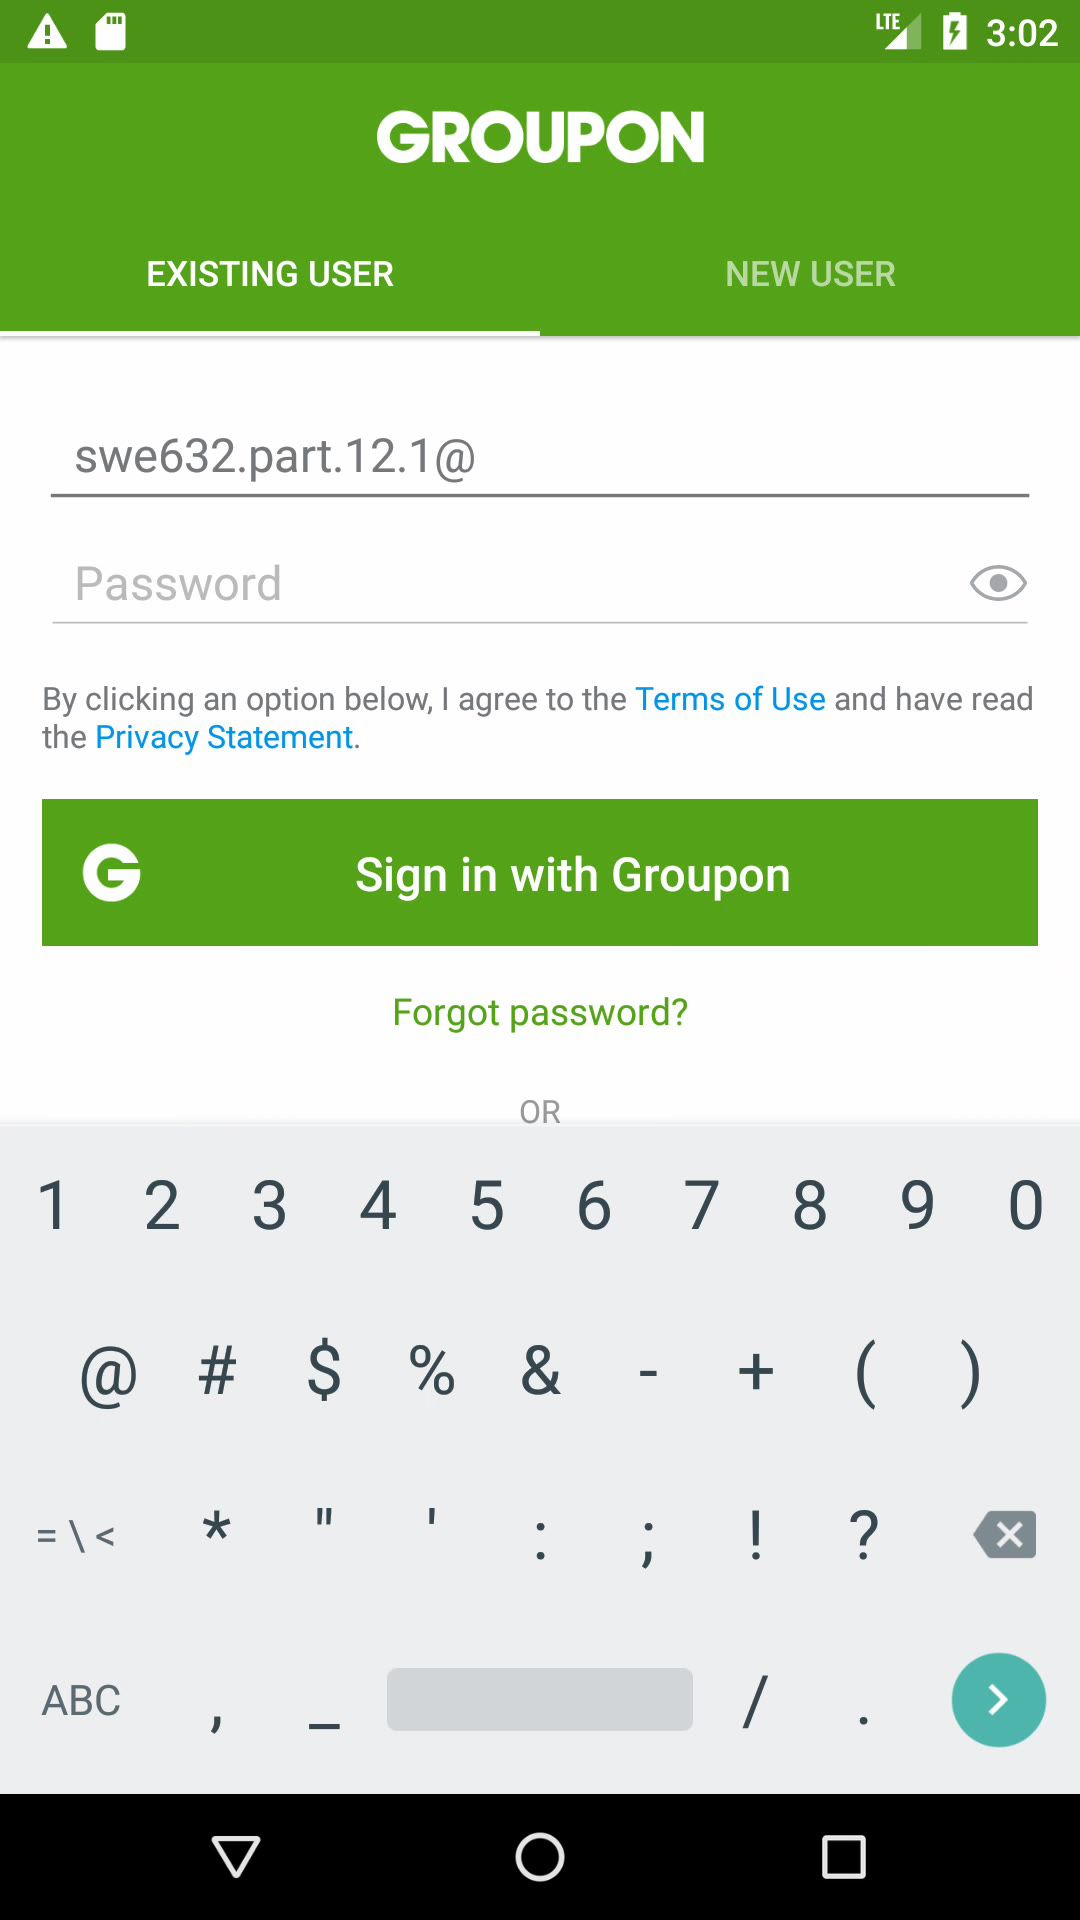 LTE 3:02
GROUPON
EXISTING USER NEW USER
swe632.part.12.1@
Password
By clicking an option below, I agree to the Terms of Use and have read
the Privacy Statement.
G Sign in with Groupon
Forgot password?
OR
1 2 3 4 5 6 7 8 9 0
@ # $ % & - + ( )
= \ < * " ' : ; ! ?
ABC , _ / .